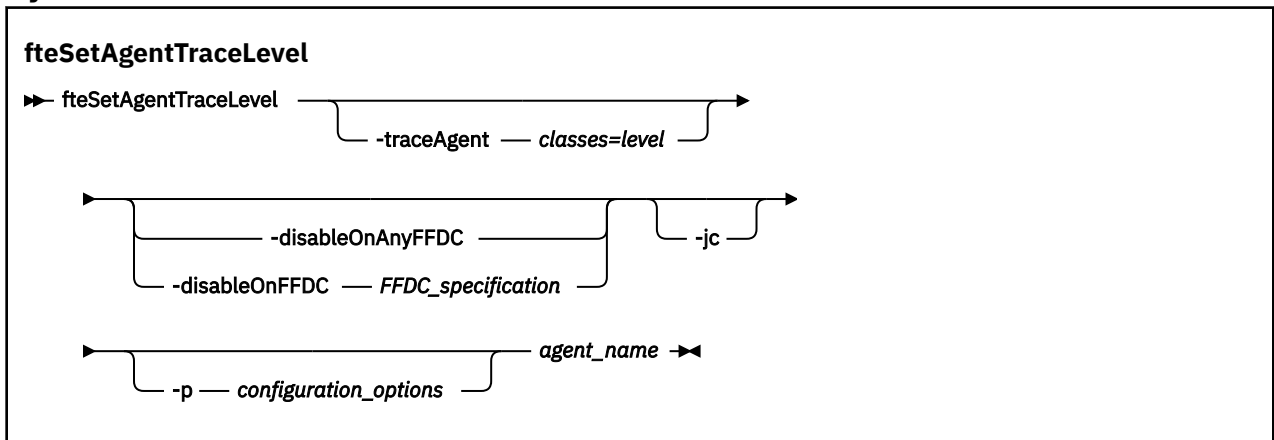 fteSetAgentTraceLevel
fteSetAgentTraceLevel
-traceAgent classes=level
-disableOnAnyFFDC
-jc
-disableOnFFDC FFDC_specification
agent_name
-p configuration_options